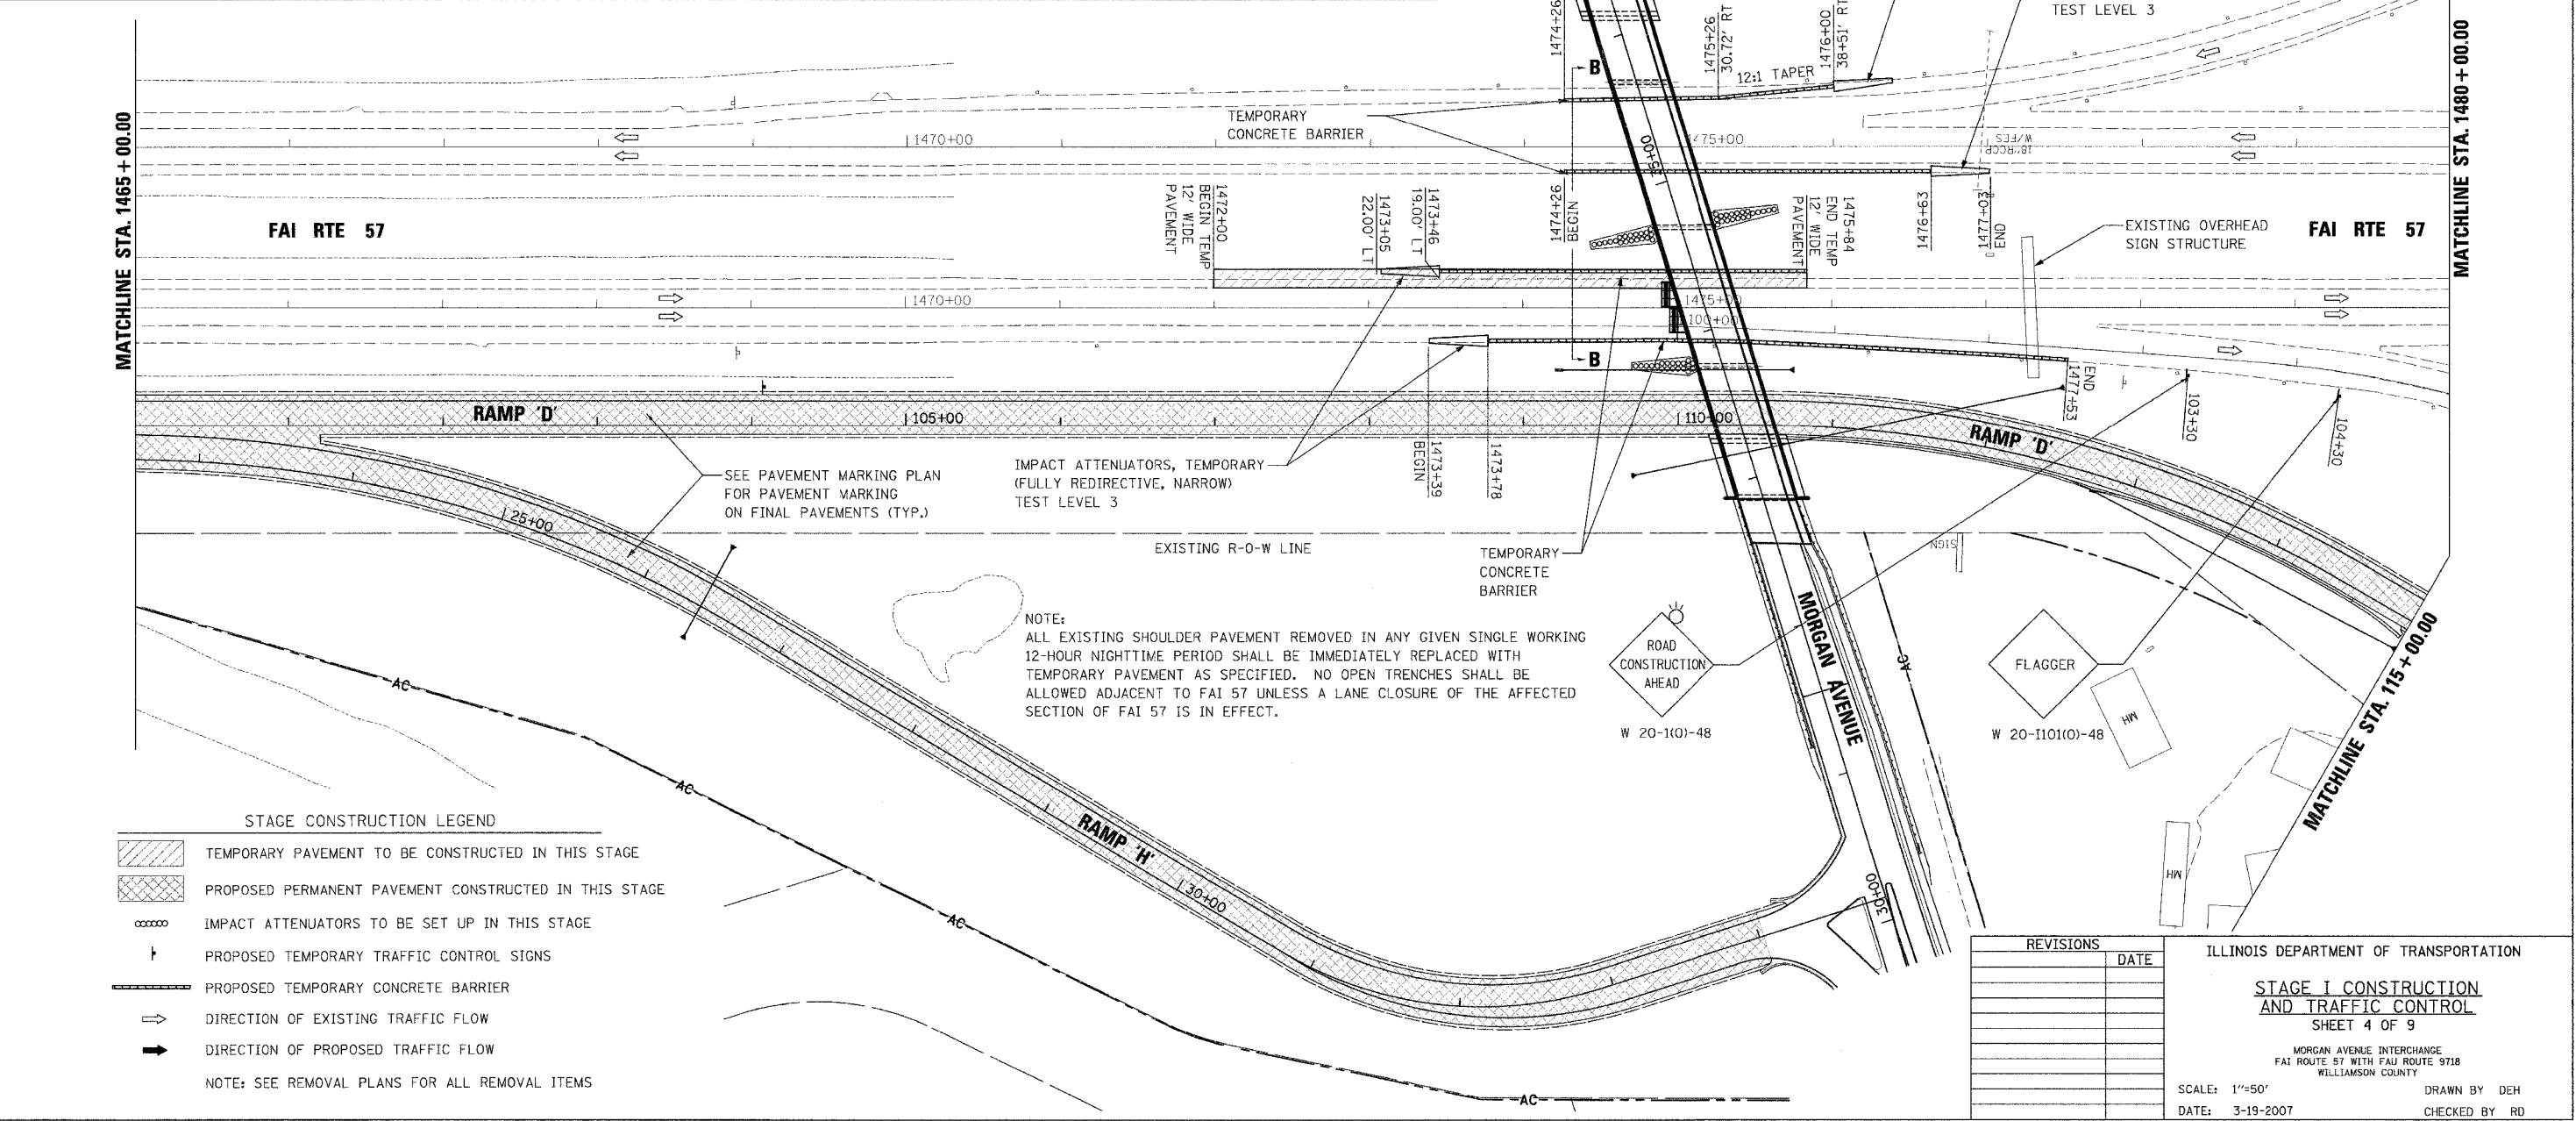 TEST LEVEL 3
1474+26
1475+26
30.72' RT
1476+00
38+51' RT
12:1 TAPER
B
MATCHLINE STA. 1465+00.00
MATCHLINE STA. 1480+00.00
TEMPORARY
CONCRETE BARRIER
1470+00
1475+00
35+00
W/FES
18"RCCP
FAI RTE 57
1472+00
BEGIN TEMP
12' WIDE
PAVEMENT
1473+05
22.00' LT
1473+46
19.00' LT
1474+26
BEGIN
1475+84
END TEMP
12' WIDE
PAVEMENT
1476+63
1477+03
END
EXISTING OVERHEAD
SIGN STRUCTURE
FAI RTE 57
1470+00
1475+00
100+00
B
END
1477+53
103+30
104+30
RAMP 'D'
105+00
110+00
RAMP 'D'
1473+39
BEGIN
1473+78
SEE PAVEMENT MARKING PLAN
FOR PAVEMENT MARKING
ON FINAL PAVEMENTS (TYP.)
IMPACT ATTENUATORS, TEMPORARY
(FULLY REDIRECTIVE, NARROW)
TEST LEVEL 3
25+00
EXISTING R-O-W LINE
TEMPORARY
CONCRETE
BARRIER
SIGN
NOTE:
ALL EXISTING SHOULDER PAVEMENT REMOVED IN ANY GIVEN SINGLE WORKING
12-HOUR NIGHTTIME PERIOD SHALL BE IMMEDIATELY REPLACED WITH
TEMPORARY PAVEMENT AS SPECIFIED. NO OPEN TRENCHES SHALL BE
ALLOWED ADJACENT TO FAI 57 UNLESS A LANE CLOSURE OF THE AFFECTED
SECTION OF FAI 57 IS IN EFFECT.
ROAD
CONSTRUCTION
AHEAD
W 20-1(O)-48
MORGAN AVENUE
AC
FLAGGER
W 20-I101(O)-48
MH
MH
MATCHLINE STA. 115+00.00
AC
AC
AC
AC
RAMP 'H'
30+00
30+00
STAGE CONSTRUCTION LEGEND
TEMPORARY PAVEMENT TO BE CONSTRUCTED IN THIS STAGE
PROPOSED PERMANENT PAVEMENT CONSTRUCTED IN THIS STAGE
IMPACT ATTENUATORS TO BE SET UP IN THIS STAGE
PROPOSED TEMPORARY TRAFFIC CONTROL SIGNS
PROPOSED TEMPORARY CONCRETE BARRIER
DIRECTION OF EXISTING TRAFFIC FLOW
DIRECTION OF PROPOSED TRAFFIC FLOW
NOTE: SEE REMOVAL PLANS FOR ALL REMOVAL ITEMS
REVISIONS
DATE
ILLINOIS DEPARTMENT OF TRANSPORTATION
STAGE I CONSTRUCTION
AND TRAFFIC CONTROL
SHEET 4 OF 9
MORGAN AVENUE INTERCHANGE
FAI ROUTE 57 WITH FAU ROUTE 9718
WILLIAMSON COUNTY
SCALE: 1"=50'
DRAWN BY DEH
DATE: 3-19-2007
CHECKED BY RD